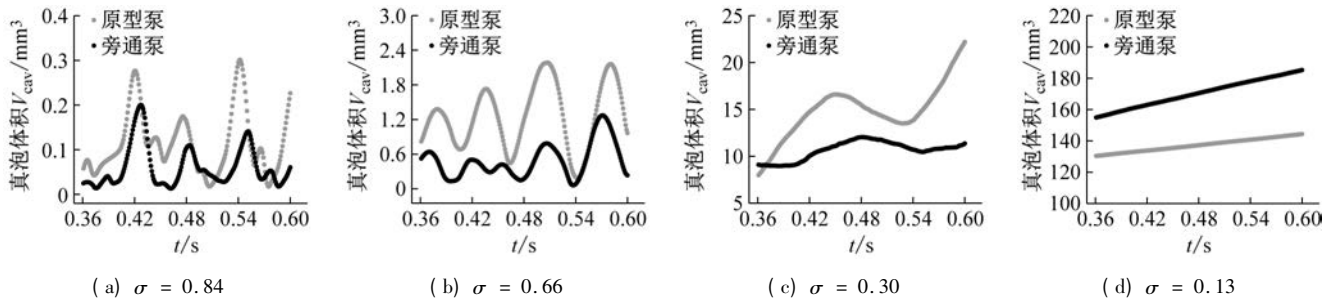 0.4
0.3
0.2
0.1
0
真泡体积Vcav/mm³
原型泵
旁通泵
0.36 0.42 0.48 0.54 0.60
t/s
(a) σ = 0.84
3.0
2.4
1.8
1.2
0.6
0
真泡体积Vcav/mm³
原型泵
旁通泵
0.36 0.42 0.48 0.54 0.60
t/s
(b) σ = 0.66
25
20
15
10
5
真泡体积Vcav/mm³
原型泵
旁通泵
0.36 0.42 0.48 0.54 0.60
t/s
(c) σ = 0.30
220
200
180
160
140
120
100
真泡体积Vcav/mm³
原型泵
旁通泵
0.36 0.42 0.48 0.54 0.60
t/s
(d) σ = 0.13